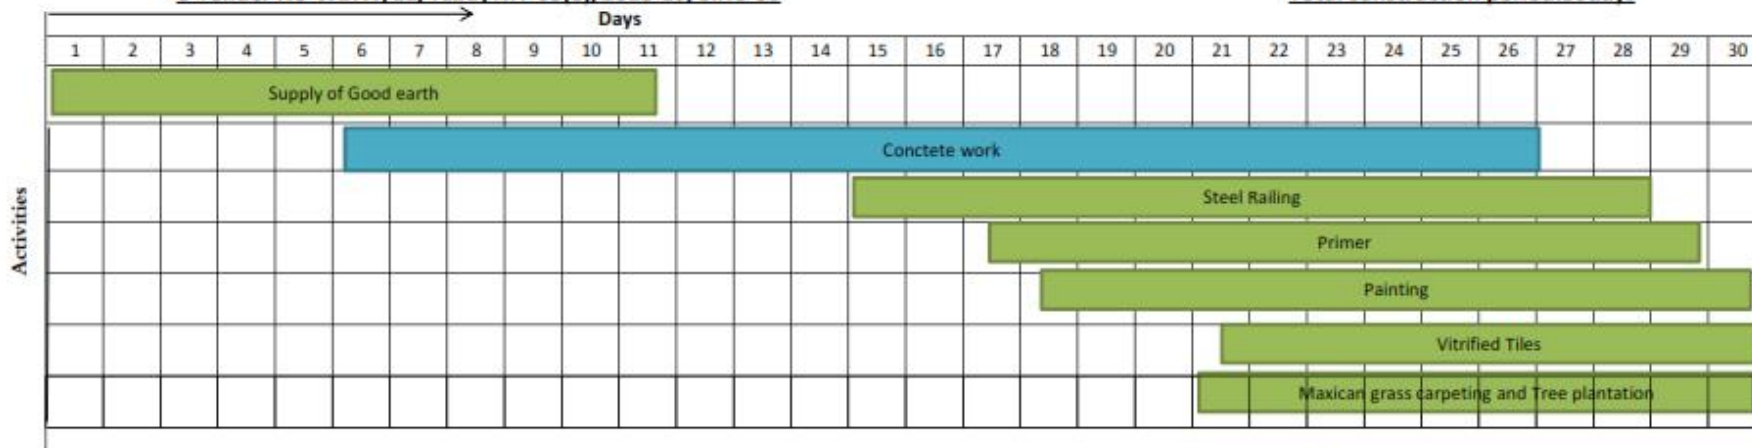 Days
1 2 3 4 5 6 7 8 9 10 11 12 13 14 15 16 17 18 19 20 21 22 23 24 25 26 27 28 29 30
Activities
Supply of Good earth
Conctete work
Steel Railing
Primer
Painting
Vitrified Tiles
Maxican grass carpeting and Tree plantation